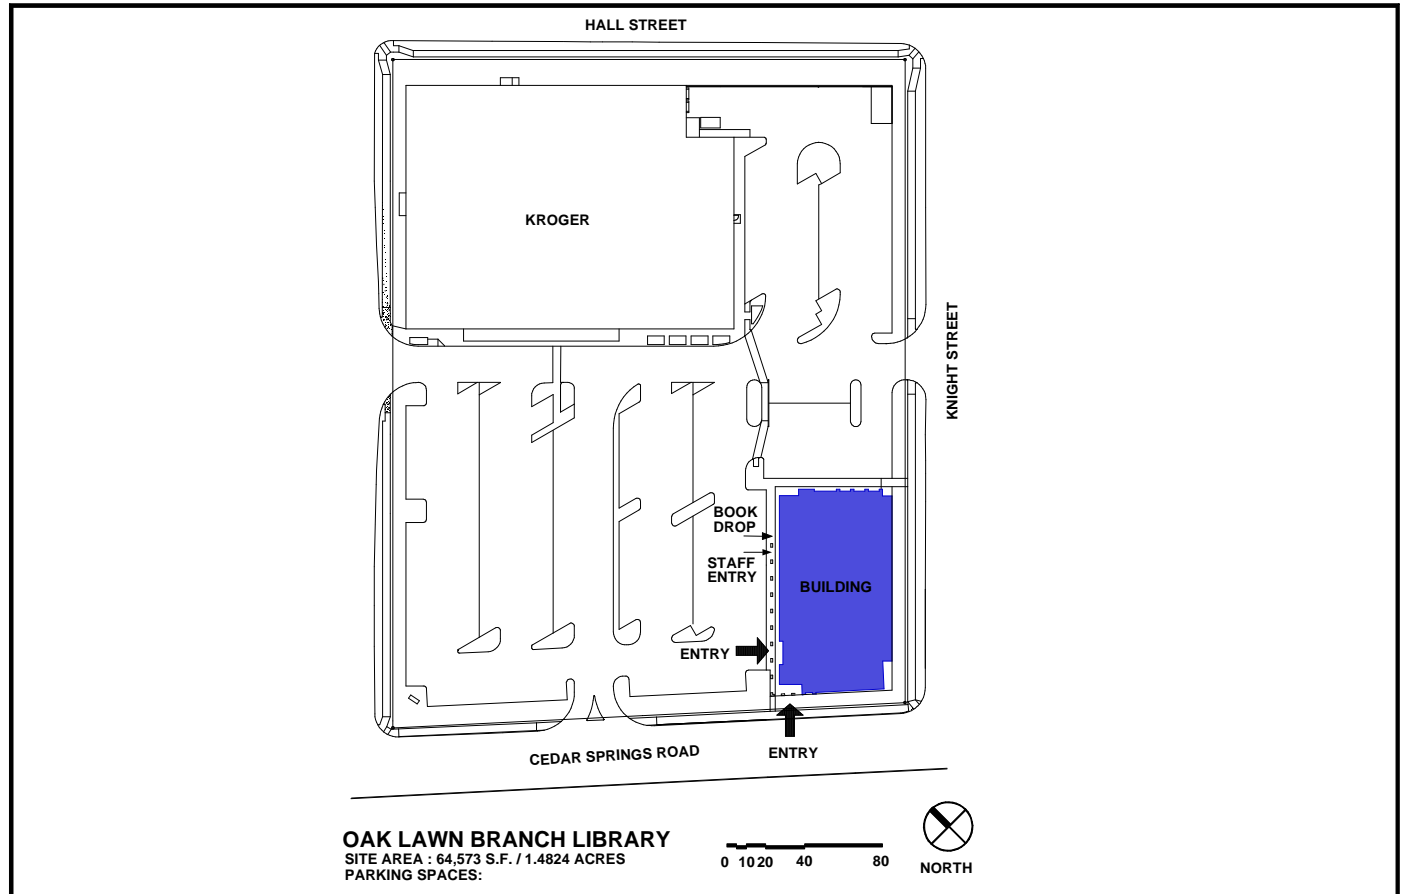 HALL STREET
KROGER
KNIGHT STREET
BOOK
DROP
STAFF
ENTRY
BUILDING
ENTRY
CEDAR SPRINGS ROAD
ENTRY
OAK LAWN BRANCH LIBRARY
SITE AREA : 64,573 S.F. / 1.4824 ACRES
PARKING SPACES:
0 10 20 40 80
NORTH